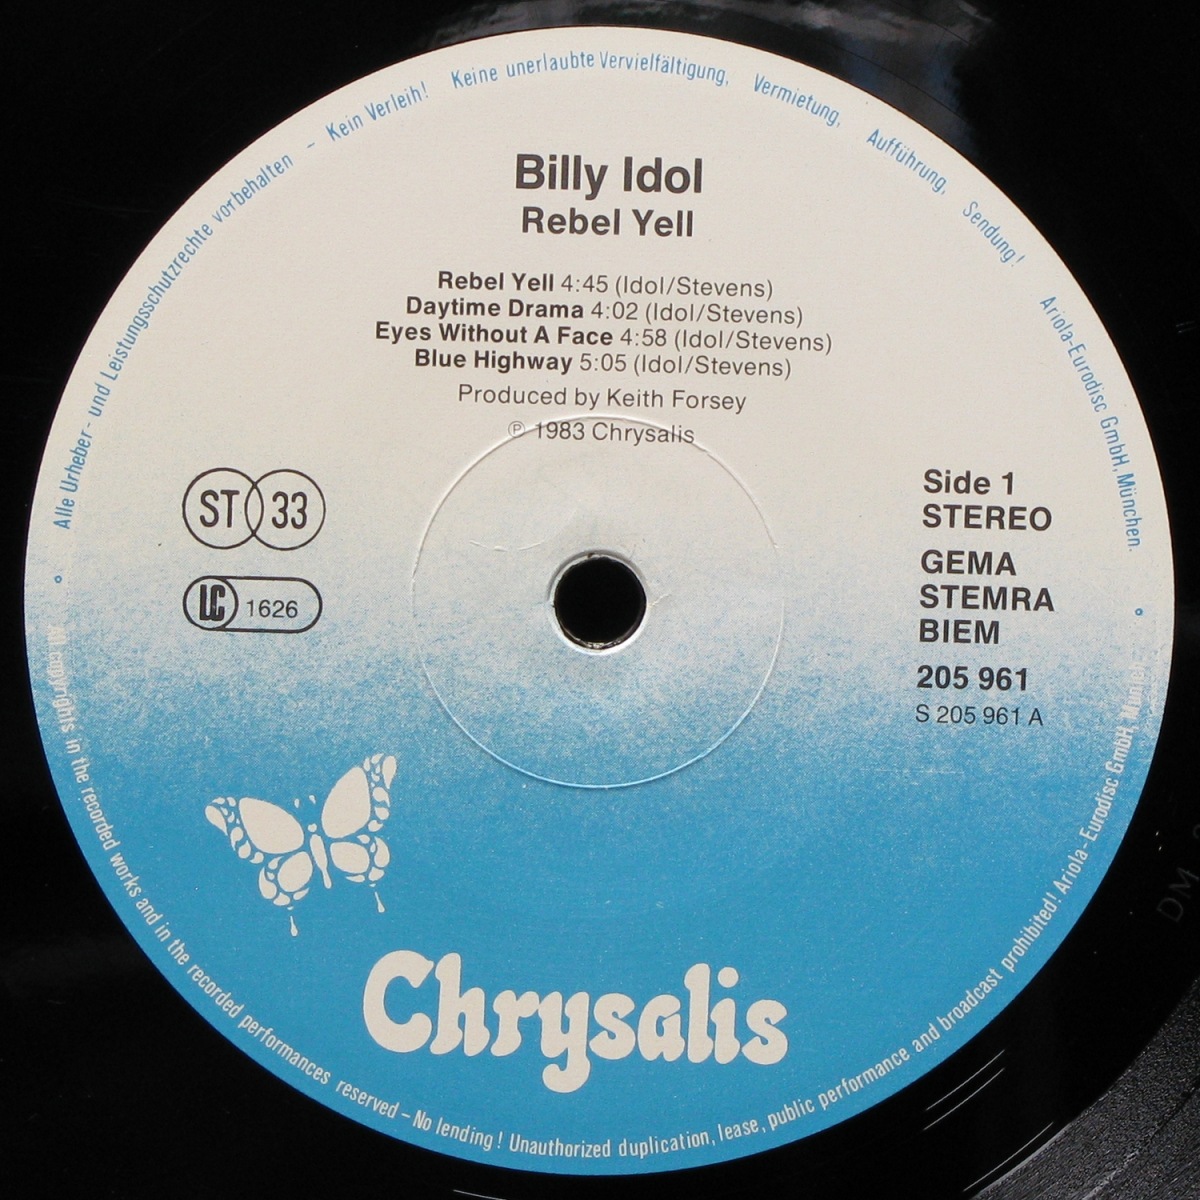 Alle Urheber- und Leistungsschutzrechte vorbehalten - Kein Verleih! Keine unerlaubte Vervielfältigung, Vermietung, Aufführung, Sendung! Ariola-Eurodisc GmbH, München.
Billy Idol
Rebel Yell
Rebel Yell 4:45 (Idol/Stevens)
Daytime Drama 4:02 (Idol/Stevens)
Eyes Without A Face 4:58 (Idol/Stevens)
Blue Highway 5:05 (Idol/Stevens)
Produced by Keith Forsey
℗ 1983 Chrysalis
ST 33
LC 1626
Side 1
STEREO
GEMA
STEMRA
BIEM
205 961
S 205 961 A
Chrysalis
All copyrights in the recorded works and in the recorded performances reserved - No lending! Unauthorized duplication, lease, public performance and broadcast prohibited! Ariola-Eurodisc GmbH,
DM